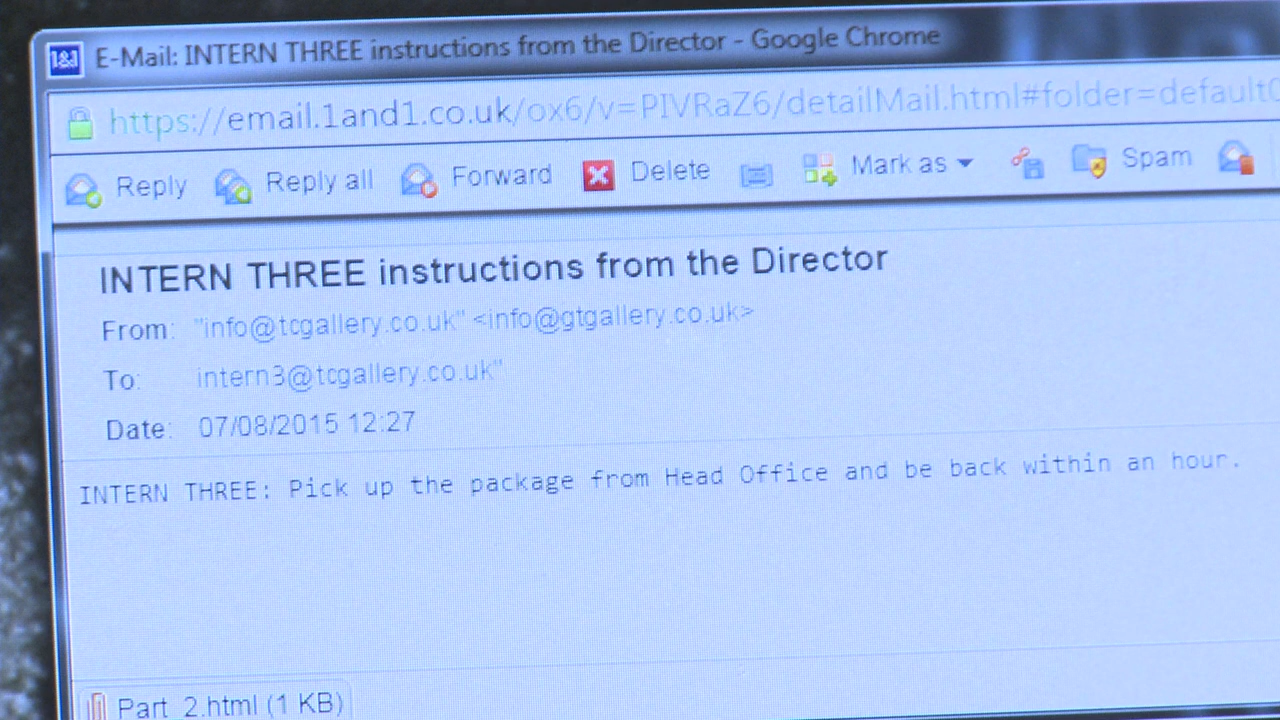 1&1 E-Mail: INTERN THREE instructions from the Director - Google Chrome
https://email.1and1.co.uk/ox6/v=PIVRaZ6/detailMail.html#folder=default
Reply Reply all Forward Delete Mark as Spam
INTERN THREE instructions from the Director
From: "info@tcgallery.co.uk" <info@gtgallery.co.uk>
To: intern3@tcgallery.co.uk"
Date: 07/08/2015 12:27
INTERN THREE: Pick up the package from Head Office and be back within an hour.
Part_2.html (1 KB)